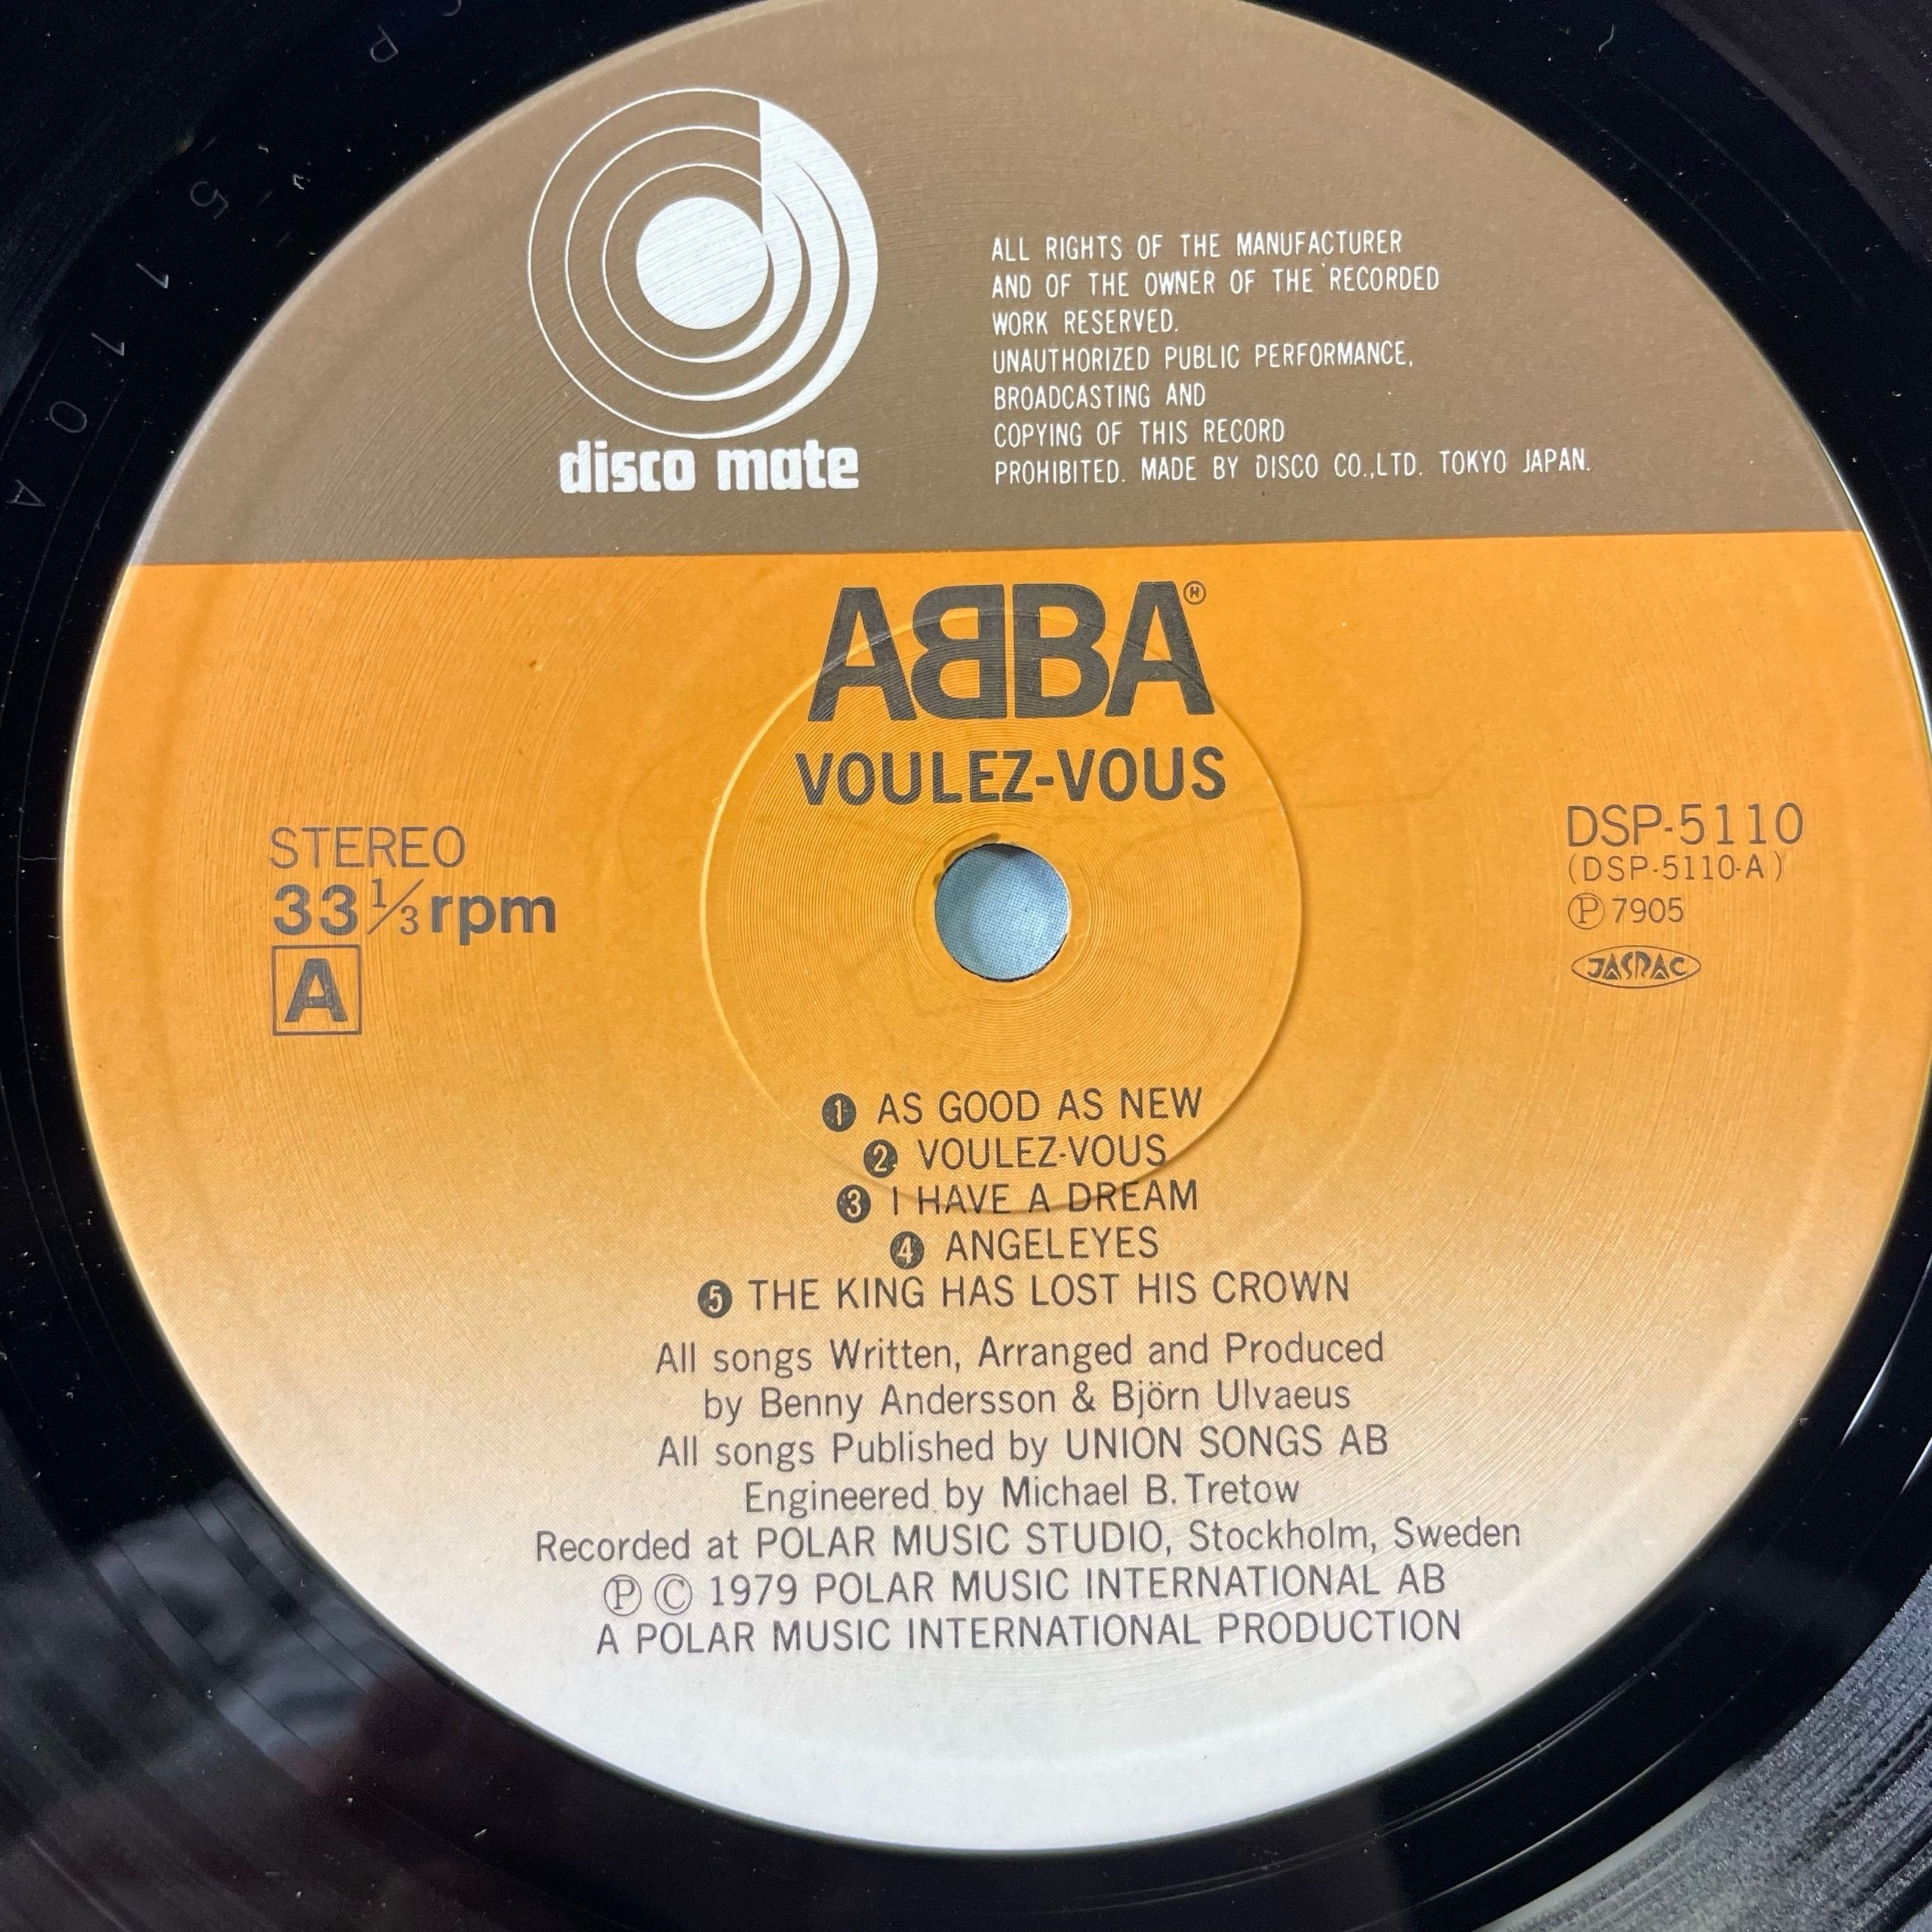 disco mate
ALL RIGHTS OF THE MANUFACTURER
AND OF THE OWNER OF THE RECORDED
WORK RESERVED.
UNAUTHORIZED PUBLIC PERFORMANCE,
BROADCASTING AND
COPYING OF THIS RECORD
PROHIBITED. MADE BY DISCO CO.,LTD. TOKYO JAPAN.
ABBA
VOULEZ-VOUS
STEREO
33 1/3 rpm
A
DSP-5110
(DSP-5110-A)
Ⓟ 7905
JASRAC
❶ AS GOOD AS NEW
❷ VOULEZ-VOUS
❸ I HAVE A DREAM
❹ ANGELEYES
❺ THE KING HAS LOST HIS CROWN
All songs Written, Arranged and Produced
by Benny Andersson & Björn Ulvaeus
All songs Published by UNION SONGS AB
Engineered by Michael B. Tretow
Recorded at POLAR MUSIC STUDIO, Stockholm, Sweden
Ⓟ Ⓒ 1979 POLAR MUSIC INTERNATIONAL AB
A POLAR MUSIC INTERNATIONAL PRODUCTION